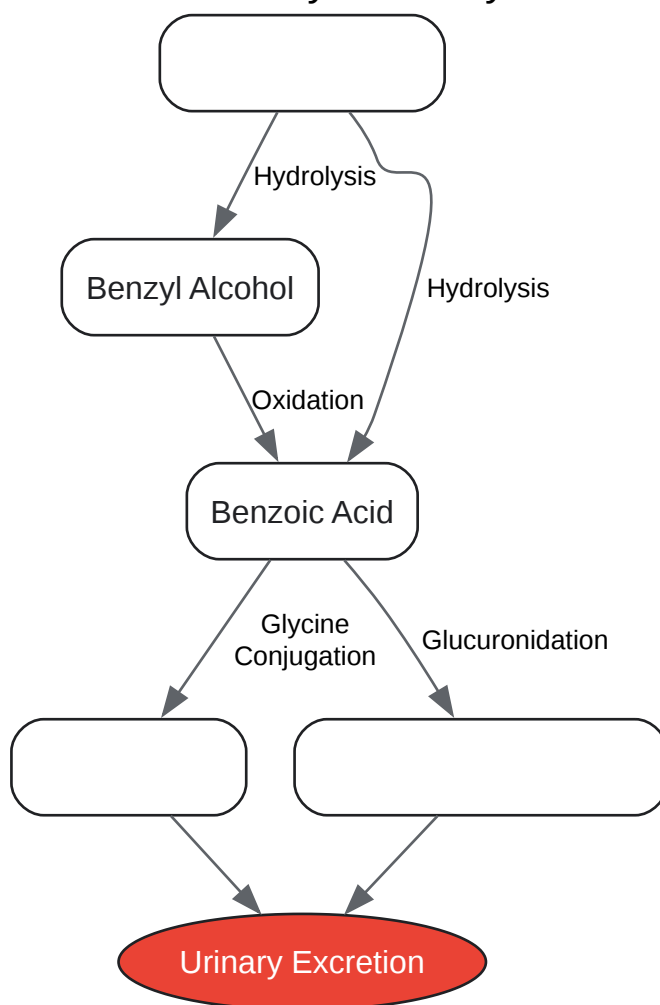 Hydrolysis
Benzyl Alcohol
Hydrolysis
Oxidation
Benzoic Acid
Glycine
Conjugation
Glucuronidation
Urinary Excretion